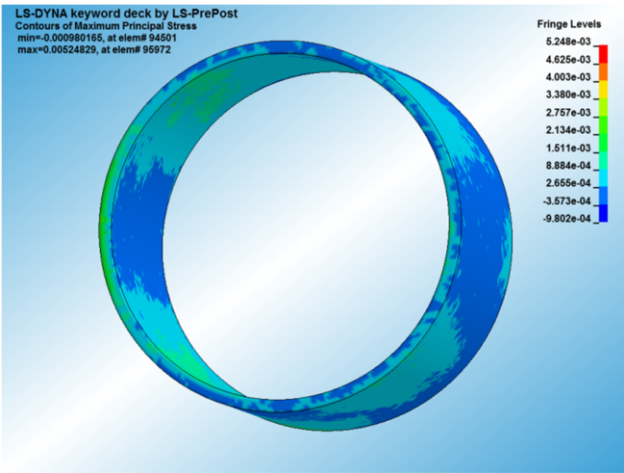 LS-DYNA keyword deck by LS-PrePost
Contours of Maximum Principal Stress
min=-0.000980165, at elem# 94501
max=0.00524829, at elem# 95972
Fringe Levels
5.248e-03
4.625e-03
4.003e-03
3.380e-03
2.757e-03
2.134e-03
1.511e-03
8.884e-04
2.655e-04
-3.573e-04
-9.802e-04